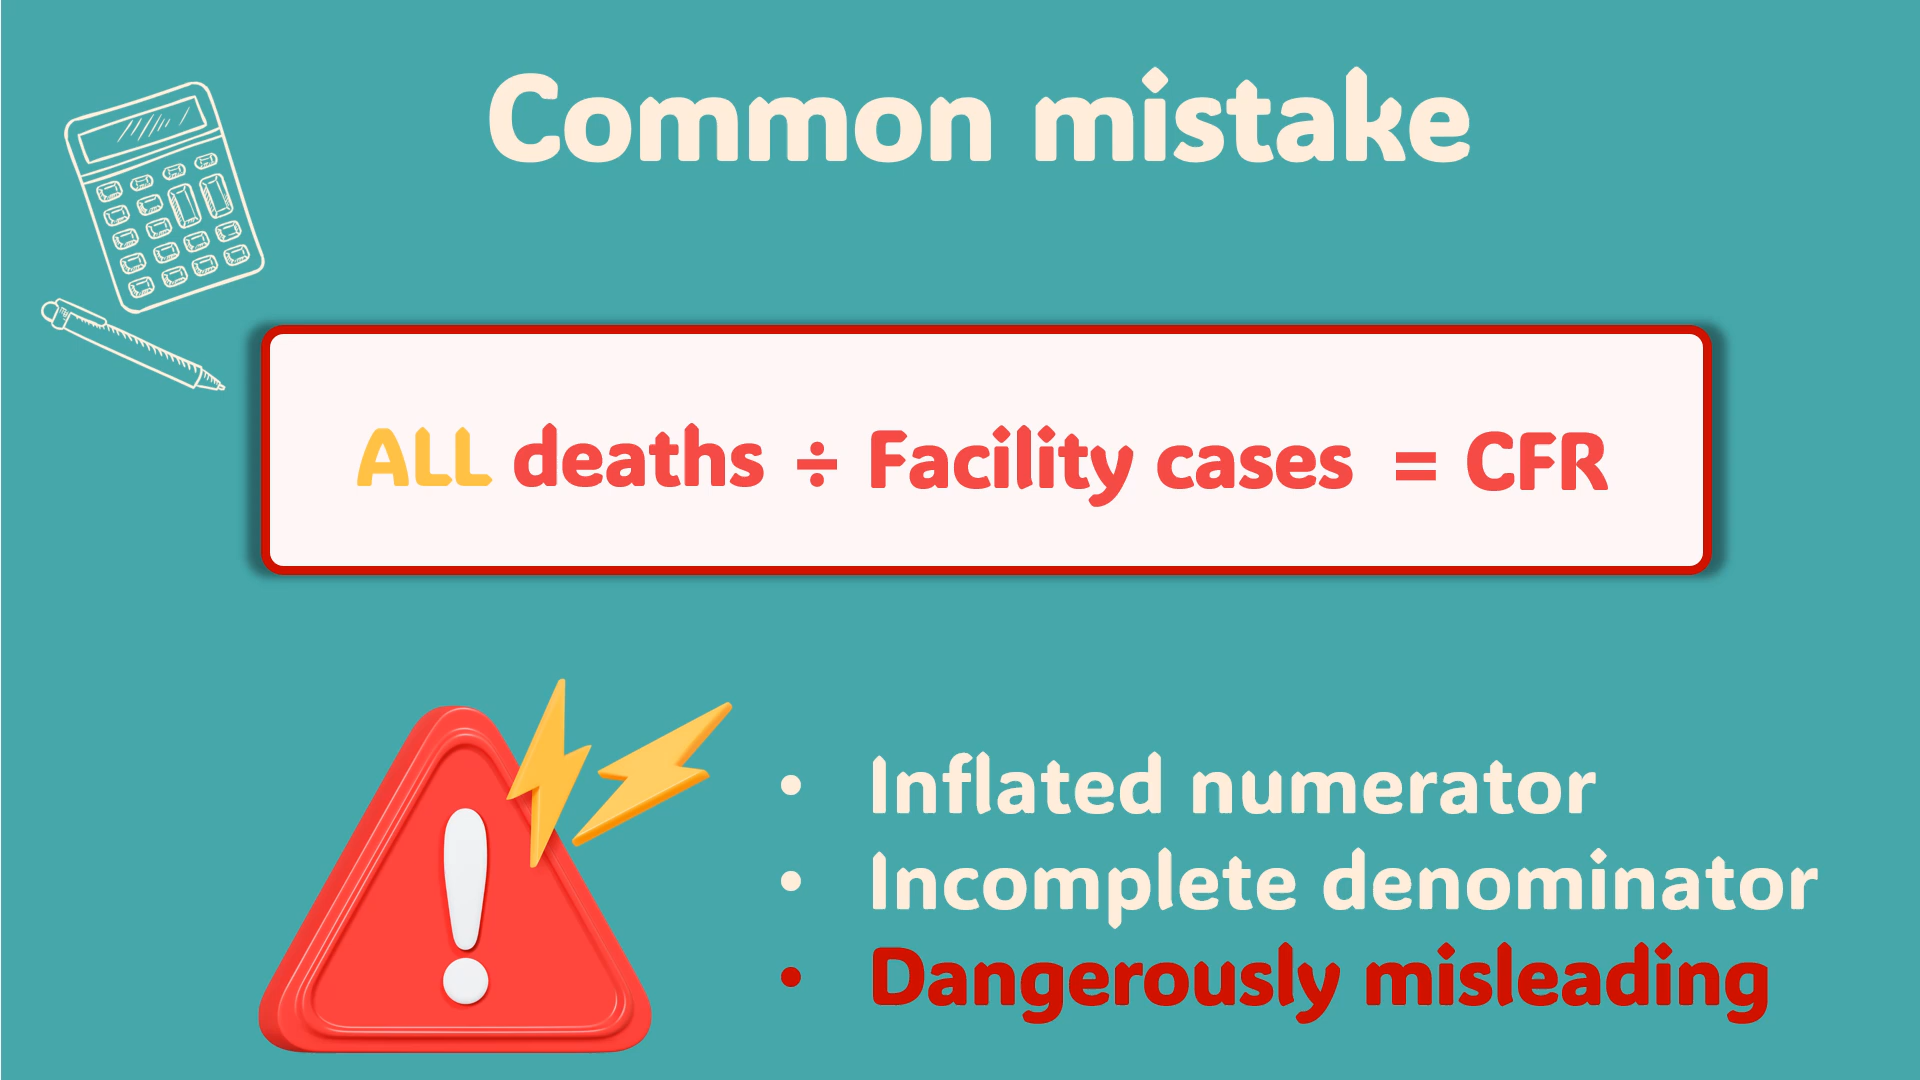 Common mistake
ALL deaths ÷ Facility cases = CFR
• Inflated numerator
• Incomplete denominator
• Dangerously misleading